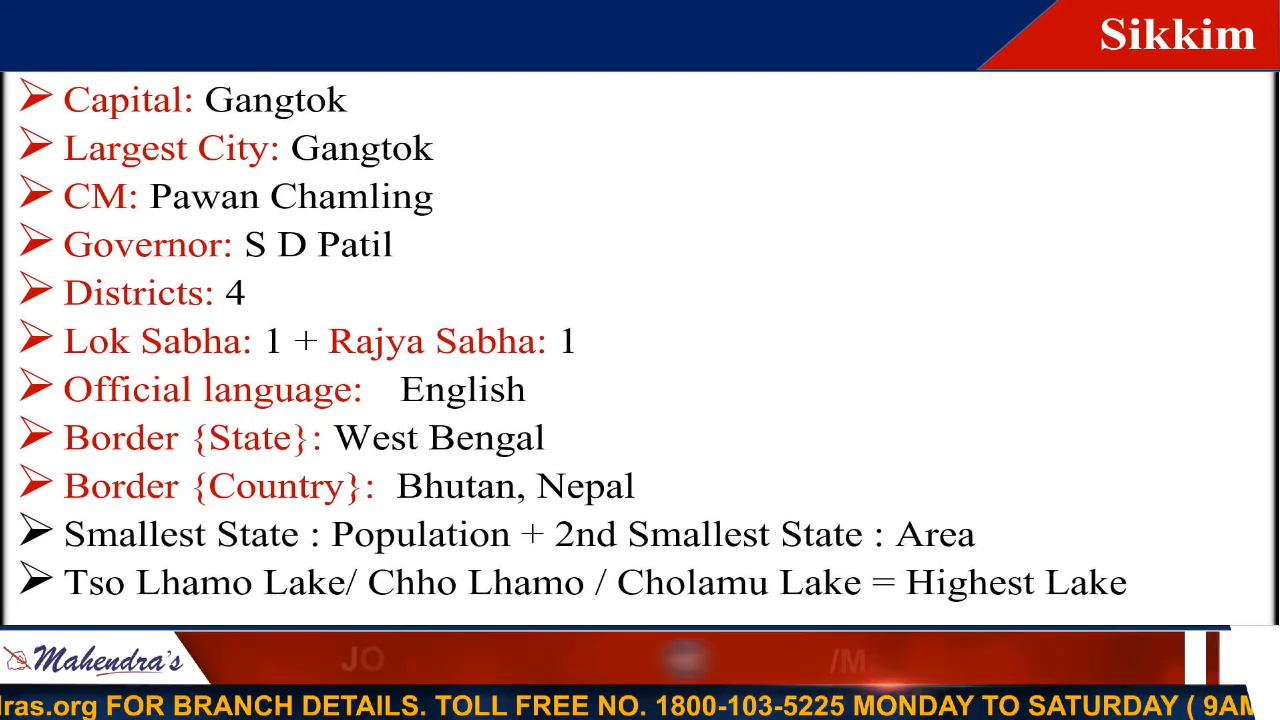 Sikkim
➢ Capital: Gangtok
➢ Largest City: Gangtok
➢ CM: Pawan Chamling
➢ Governor: S D Patil
➢ Districts: 4
➢ Lok Sabha: 1 + Rajya Sabha: 1
➢ Official language: English
➢ Border {State}: West Bengal
➢ Border {Country}: Bhutan, Nepal
➢ Smallest State : Population + 2nd Smallest State : Area
➢ Tso Lhamo Lake/ Chho Lhamo / Cholamu Lake = Highest Lake
Mahendra's JO /M
dras.org FOR BRANCH DETAILS. TOLL FREE NO. 1800-103-5225 MONDAY TO SATURDAY ( 9AM